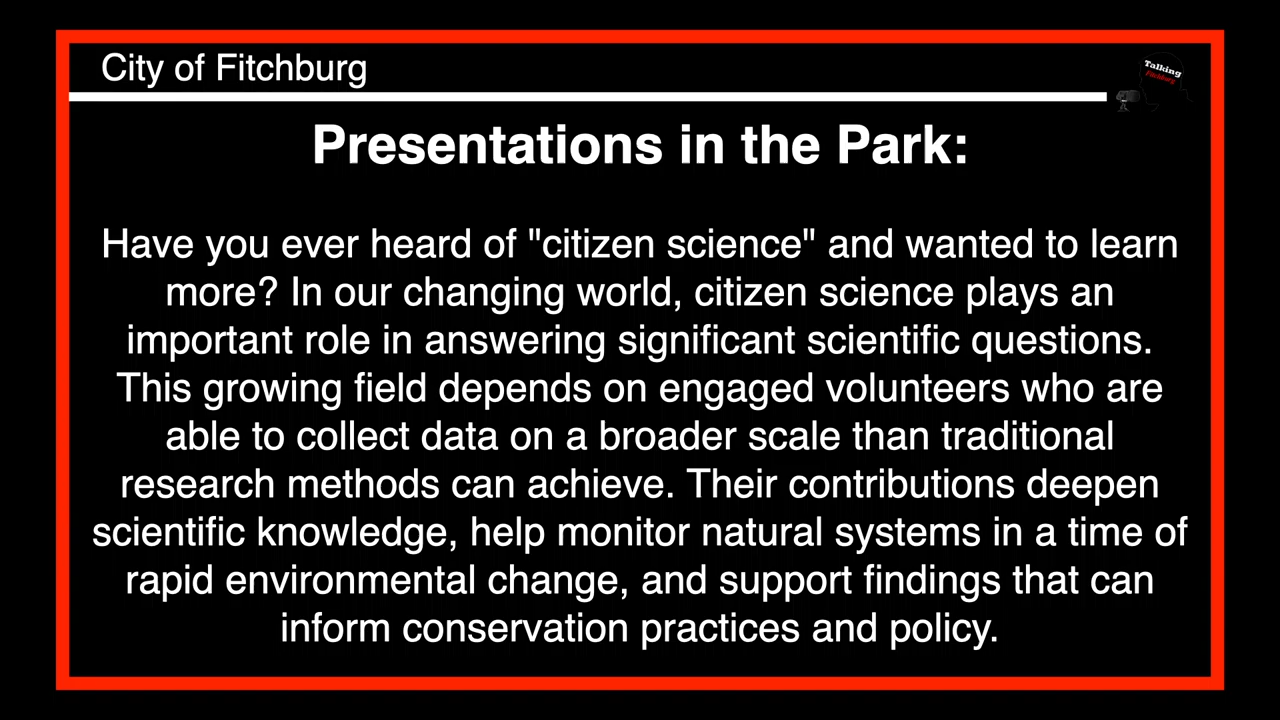 City of Fitchburg
Talking
Fitchburg
Presentations in the Park:
Have you ever heard of "citizen science" and wanted to learn
more? In our changing world, citizen science plays an
important role in answering significant scientific questions.
This growing field depends on engaged volunteers who are
able to collect data on a broader scale than traditional
research methods can achieve. Their contributions deepen
scientific knowledge, help monitor natural systems in a time of
rapid environmental change, and support findings that can
inform conservation practices and policy.